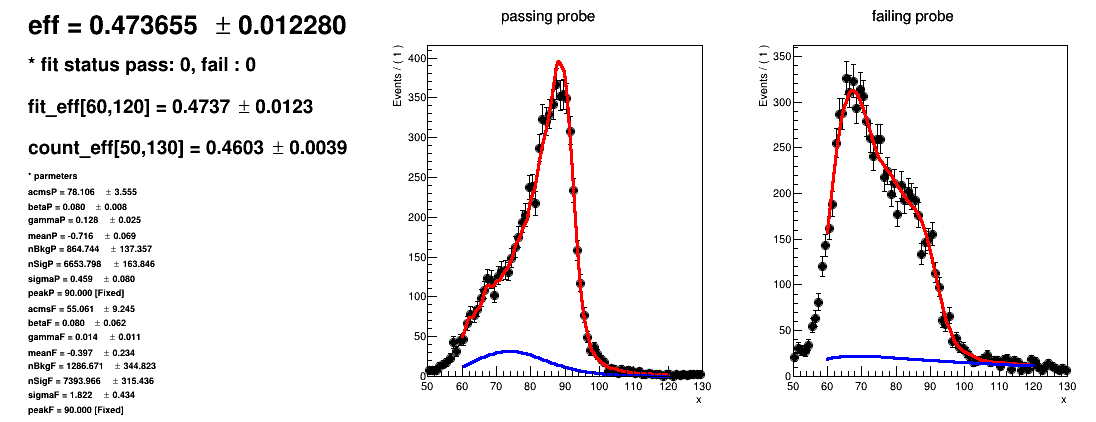 eff = 0.473655 ± 0.012280
* fit status pass: 0, fail : 0
fit_eff[60,120] = 0.4737 ± 0.0123
count_eff[50,130] = 0.4603 ± 0.0039
* parmeters
acmsP = 78.106 ± 3.555
betaP = 0.080 ± 0.008
gammaP = 0.128 ± 0.025
meanP = -0.716 ± 0.069
nBkgP = 864.744 ± 137.357
nSigP = 6653.798 ± 163.846
sigmaP = 0.459 ± 0.080
peakP = 90.000 [Fixed]
acmsF = 55.061 ± 9.245
betaF = 0.080 ± 0.062
gammaF = 0.014 ± 0.011
meanF = -0.397 ± 0.234
nBkgF = 1286.671 ± 344.823
nSigF = 7393.966 ± 315.436
sigmaF = 1.822 ± 0.434
peakF = 90.000 [Fixed]
passing probe
Events / ( 1 )
400
350
300
250
200
150
100
50
0
50 60 70 80 90 100 110 120 130
x
failing probe
Events / ( 1 )
350
300
250
200
150
100
50
0
50 60 70 80 90 100 110 120 130
x